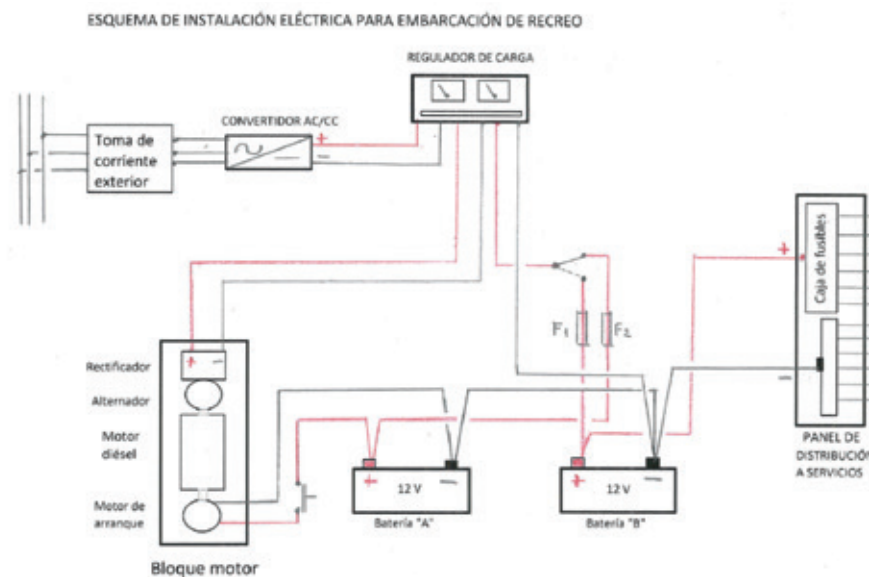 ESQUEMA DE INSTALACIÓN ELÉCTRICA PARA EMBARCACIÓN DE RECREO
REGULADOR DE CARGA
CONVERTIDOR AC/CC
+
−
Toma de
corriente
exterior
Caja de fusibles
+
−
F1
F2
PANEL DE
DISTRIBUCIÓN
A SERVICIOS
Rectificador
+
−
Alternador
Motor
diésel
Motor de
arranque
Bloque motor
+
12 V
−
Batería "A"
+
12 V
−
Batería "B"